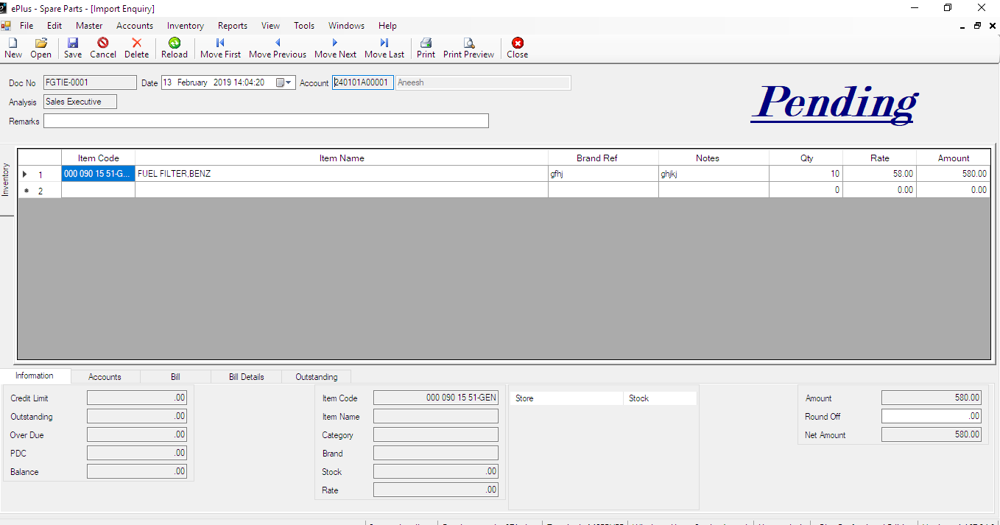 ePlus - Spare Parts - [Import Enquiry]
File Edit Master Accounts Inventory Reports View Tools Windows Help
New Open Save Cancel Delete Reload Move First Move Previous Move Next Move Last Print Print Preview Close
Doc No FGTIE-0001 Date 13 February 2019 14:04:20 Account 240101A00001 Aneesh
Analysis Sales Executive
Remarks
Pending
Inventory
Item Code Item Name Brand Ref Notes Qty Rate Amount
1 000 090 15 51-G... FUEL FILTER,BENZ gfhj ghjkj 10 58.00 580.00
2 0 0.00 0.00
Information Accounts Bill Bill Details Outstanding
Credit Limit .00 Item Code 000 090 15 51-GEN Store Stock Amount 580.00
Outstanding .00 Item Name Round Off .00
Over Due .00 Category Net Amount 580.00
PDC .00 Brand
Balance .00 Stock .00
Rate .00